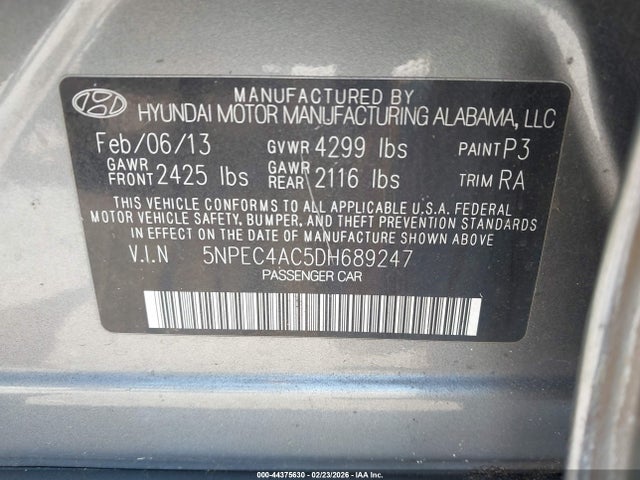 MANUFACTURED BY
HYUNDAI MOTOR MANUFACTURING ALABAMA, LLC
Feb/06/13 GVWR 4299 lbs PAINT P3
GAWR FRONT 2425 lbs GAWR REAR 2116 lbs TRIM RA
THIS VEHICLE CONFORMS TO ALL APPLICABLE U.S.A. FEDERAL
MOTOR VEHICLE SAFETY, BUMPER, AND THEFT PREVENTION STANDARDS
IN EFFECT ON THE DATE OF MANUFACTURE SHOWN ABOVE
V.I.N 5NPEC4AC5DH689247
PASSENGER CAR
©-44375630 - 02/23/2026 - IAA Inc.